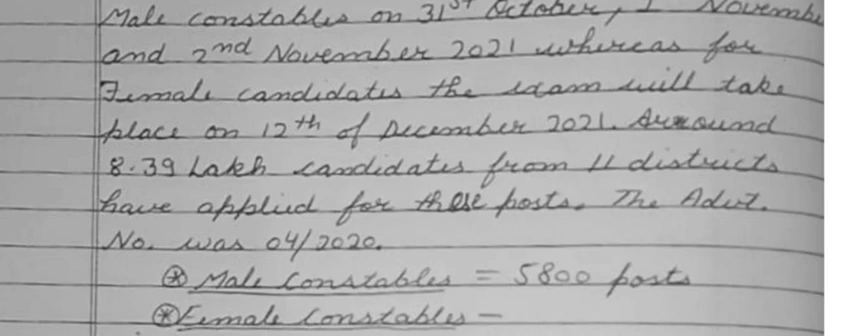 Male constables on 31st October, 1 Novembe
and 2nd November 2021 whereas for
Female candidates the exam will take
place on 12th of December 2021. Arround
8.39 Lakh candidates from 11 districts
have applied for these posts. The Advt.
No. was 04/2020.
⊛ Male Constables = 5800 posts
⊛ Female Constables —